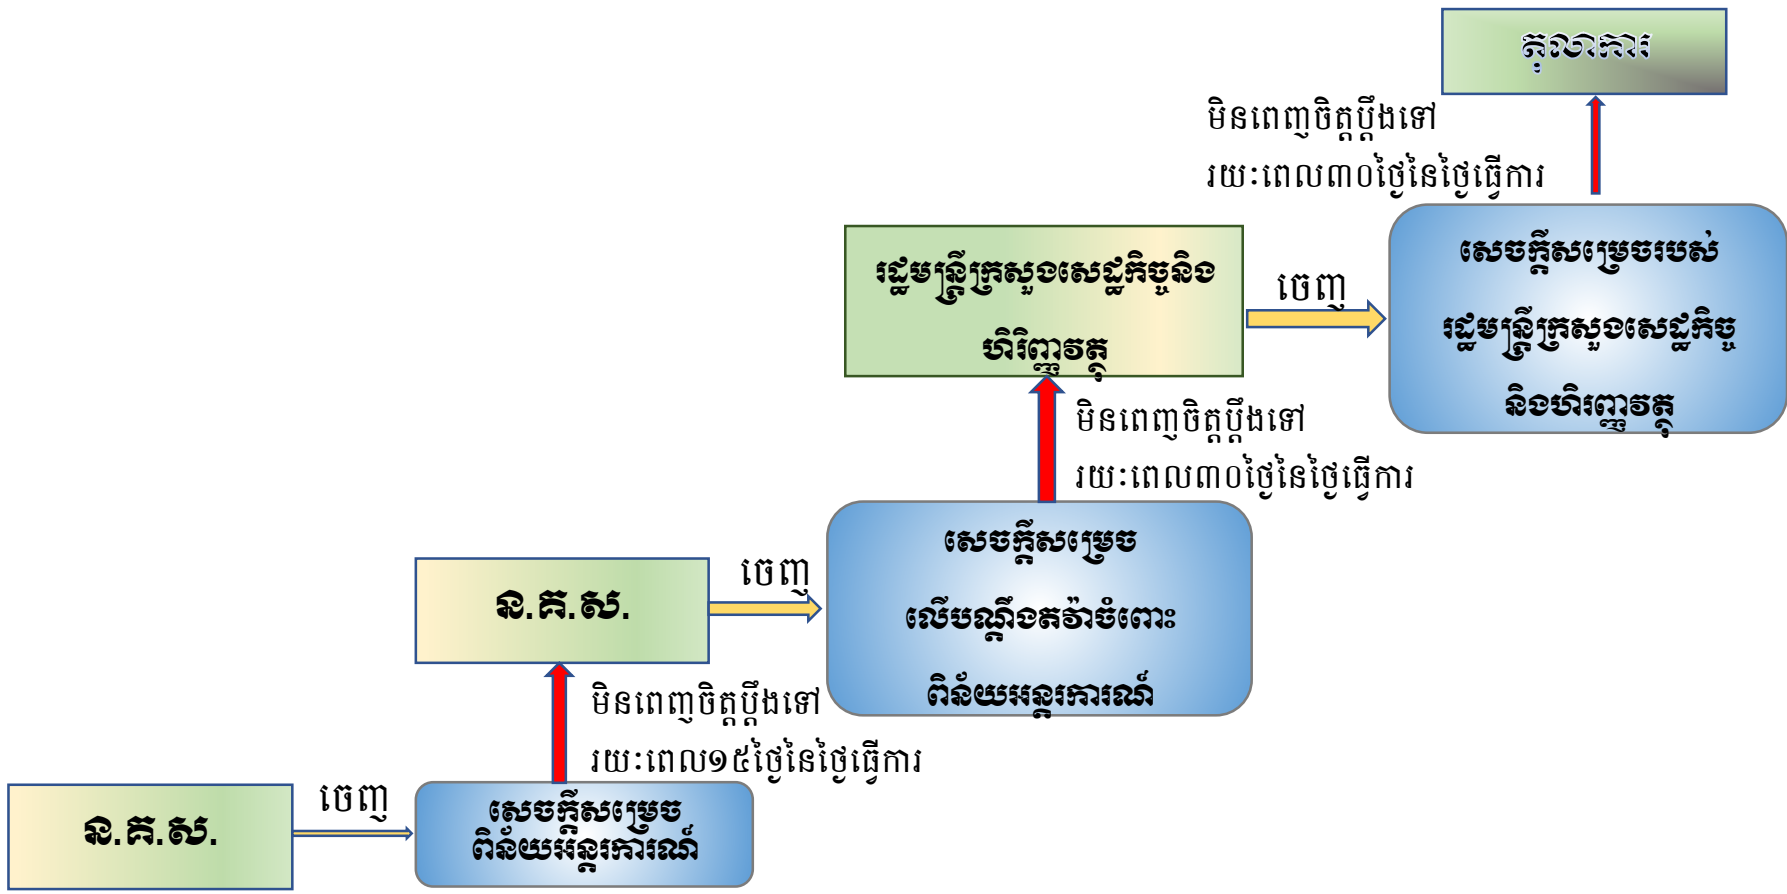 តុលាការ
មិនពេញចិត្តប្តឹងទៅ
រយៈពេល៣០ថ្ងៃនៃថ្ងៃធ្វើការ
រដ្ឋមន្ត្រីក្រសួងសេដ្ឋកិច្ចនិង
ហិរិញ្ញវត្ថុ
ចេញ
សេចក្តីសម្រេចរបស់
រដ្ឋមន្ត្រីក្រសួងសេដ្ឋកិច្ច
និងហិរញ្ញវត្ថុ
មិនពេញចិត្តប្តឹងទៅ
រយៈពេល៣០ថ្ងៃនៃថ្ងៃធ្វើការ
ន.គ.ស.
ចេញ
សេចក្តីសម្រេច
លើបណ្តឹងតវ៉ាចំពោះ
ពិន័យអន្តរការណ៍
មិនពេញចិត្តប្តឹងទៅ
រយៈពេល១៥ថ្ងៃនៃថ្ងៃធ្វើការ
ន.គ.ស.
ចេញ
សេចក្តីសម្រេច
ពិន័យអន្តរការណ៍